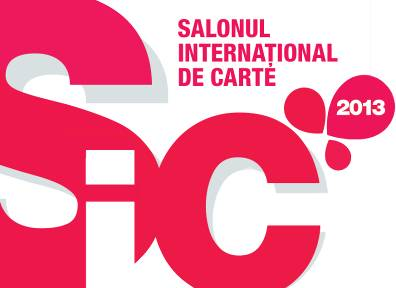 SALONUL
INTERNAȚIONAL
DE CARTE
2013
SiC